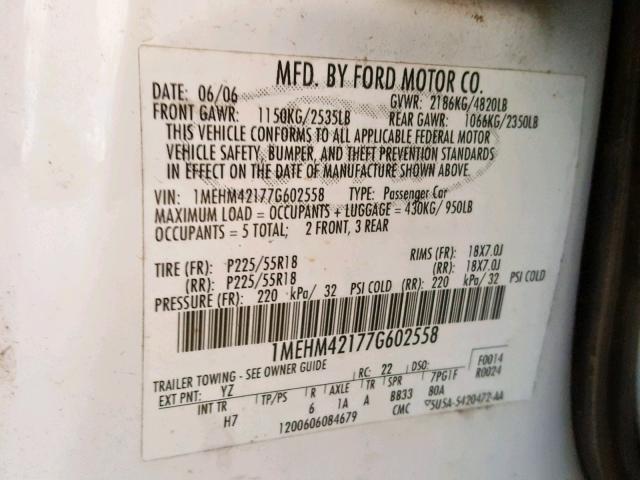 MFD. BY FORD MOTOR CO.
DATE: 06/06 GVWR: 2186KG/4820LB
FRONT GAWR: 1150KG/2535LB REAR GAWR: 1066KG/2350LB
THIS VEHICLE CONFORMS TO ALL APPLICABLE FEDERAL MOTOR
VEHICLE SAFETY, BUMPER, AND THEFT PREVENTION STANDARDS
IN EFFECT ON THE DATE OF MANUFACTURE SHOWN ABOVE.
VIN: 1MEHM42177G602558 TYPE: Passenger Car
MAXIMUM LOAD = OCCUPANTS + LUGGAGE = 430KG/950LB
OCCUPANTS = 5 TOTAL; 2 FRONT, 3 REAR
TIRE (FR): P225/55R18 RIMS (FR): 18X7.0J
(RR): P225/55R18 (RR): 18X7.0J
PRESSURE (FR): 220 kPa/ 32 PSI COLD (RR): 220 kPa/ 32 PSI COLD
1MEHM42177G602558
TRAILER TOWING - SEE OWNER GUIDE F0014
EXT PNT: YZ RC: 22 DSO: R0024
INT TR TP/PS R AXLE TR SPR 7PG1F
H7 6 1A A BB33 80A
1200606084679 CMC 5U5A-5420472-AA